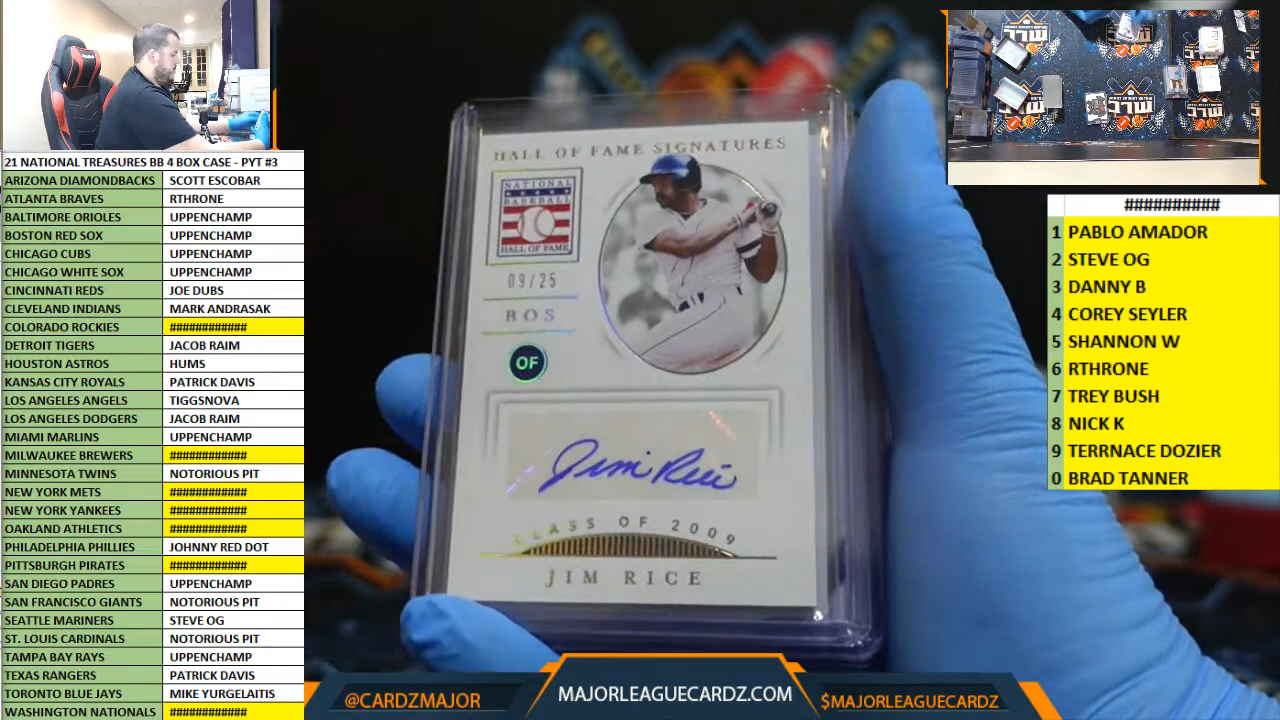 21 NATIONAL TREASURES BB 4 BOX CASE - PYT #3
ARIZONA DIAMONDBACKS SCOTT ESCOBAR
ATLANTA BRAVES RTHRONE
BALTIMORE ORIOLES UPPENCHAMP
BOSTON RED SOX UPPENCHAMP
CHICAGO CUBS UPPENCHAMP
CHICAGO WHITE SOX UPPENCHAMP
CINCINNATI REDS JOE DUBS
CLEVELAND INDIANS MARK ANDRASAK
COLORADO ROCKIES ############
DETROIT TIGERS JACOB RAIM
HOUSTON ASTROS HUMS
KANSAS CITY ROYALS PATRICK DAVIS
LOS ANGELES ANGELS TIGGSNOVA
LOS ANGELES DODGERS JACOB RAIM
MIAMI MARLINS UPPENCHAMP
MILWAUKEE BREWERS ############
MINNESOTA TWINS NOTORIOUS PIT
NEW YORK METS ############
NEW YORK YANKEES ############
OAKLAND ATHLETICS ############
PHILADELPHIA PHILLIES JOHNNY RED DOT
PITTSBURGH PIRATES ############
SAN DIEGO PADRES UPPENCHAMP
SAN FRANCISCO GIANTS NOTORIOUS PIT
SEATTLE MARINERS STEVE OG
ST. LOUIS CARDINALS NOTORIOUS PIT
TAMPA BAY RAYS UPPENCHAMP
TEXAS RANGERS PATRICK DAVIS
TORONTO BLUE JAYS MIKE YURGELAITIS
WASHINGTON NATIONALS ############
HALL OF FAME SIGNATURES
NATIONAL
BASEBALL
HALL OF FAME
09/25
BOS
OF
Jim Rice
CLASS OF 2009
JIM RICE
##########
1 PABLO AMADOR
2 STEVE OG
3 DANNY B
4 COREY SEYLER
5 SHANNON W
6 RTHRONE
7 TREY BUSH
8 NICK K
9 TERRNACE DOZIER
0 BRAD TANNER
@CARDZMAJOR
MAJORLEAGUECARDZ.COM
$MAJORLEAGUECARDZ